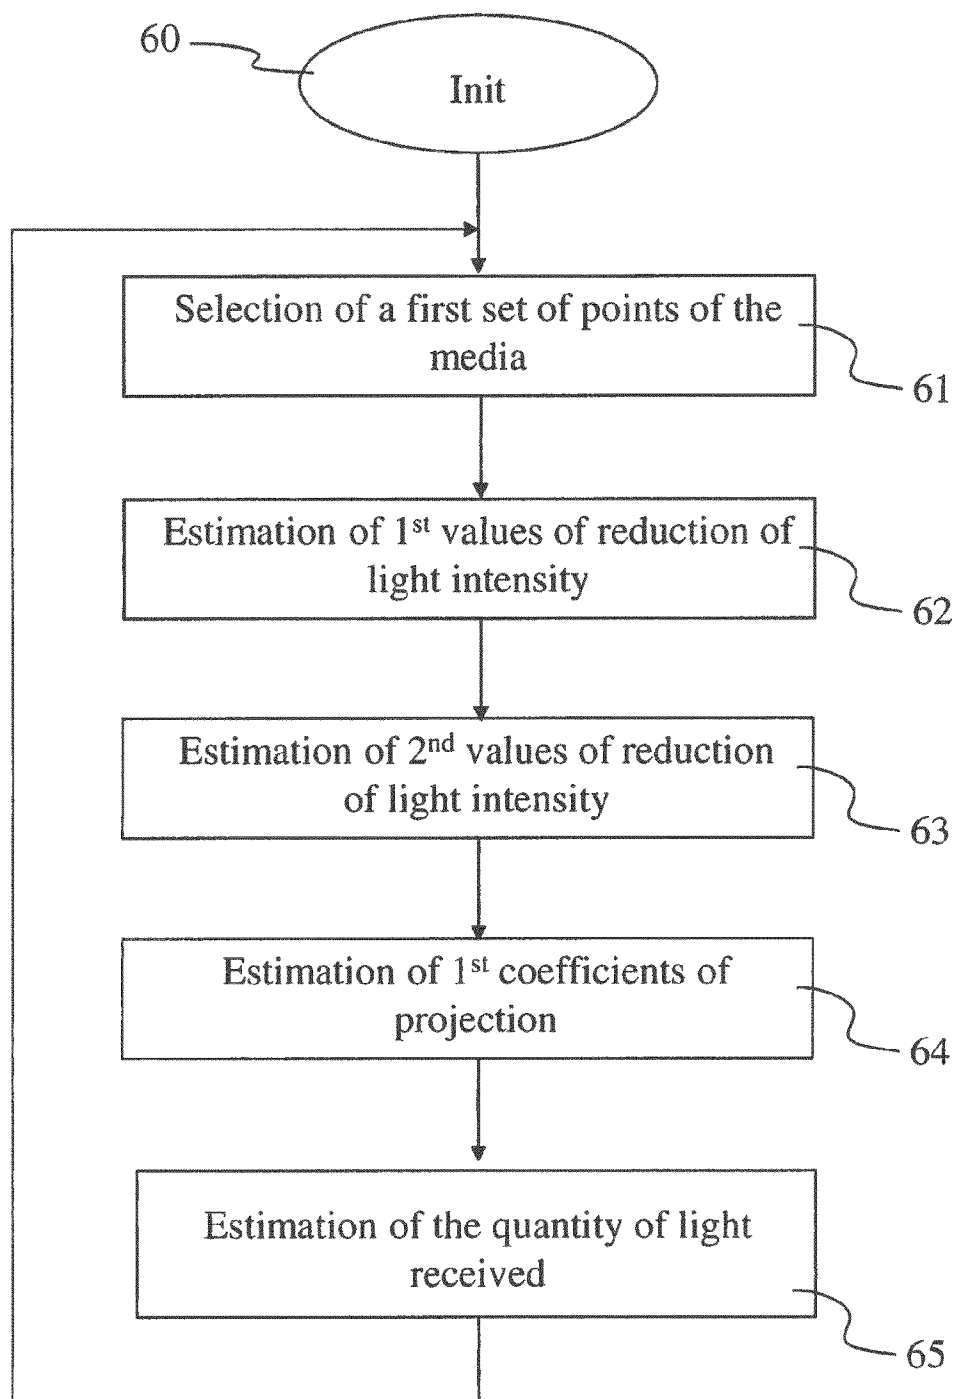 60
Init
Selection of a first set of points of the
media
61
Estimation of 1st values of reduction of
light intensity
62
Estimation of 2nd values of reduction
of light intensity
63
Estimation of 1st coefficients of
projection
64
Estimation of the quantity of light
received
65